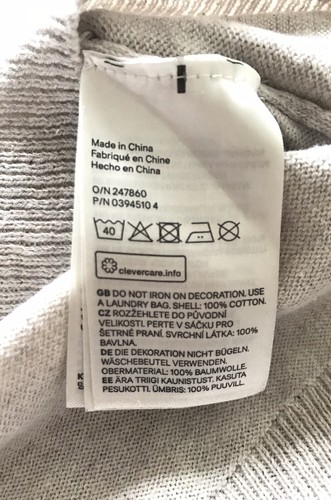 Made in China
Fabriqué en Chine
Hecho en China
O/N 247860
P/N 0394510 4
40
clevercare.info
GB DO NOT IRON ON DECORATION. USE
A LAUNDRY BAG. SHELL: 100% COTTON.
CZ ROZŽEHLETE DO PŮVODNÍ
VELIKOSTI PERTE V SÁČKU PRO
ŠETRNÉ PRANÍ. SVRCHNÍ LÁTKA: 100%
BAVLNA.
DE DIE DEKORATION NICHT BÜGELN.
WÄSCHEBEUTEL VERWENDEN.
OBERMATERIAL: 100% BAUMWOLLE.
EE ÄRA TRIIGI KAUNISTUST. KASUTA
PESUKOTTI. ÜMBRIS: 100% PUUVILL.